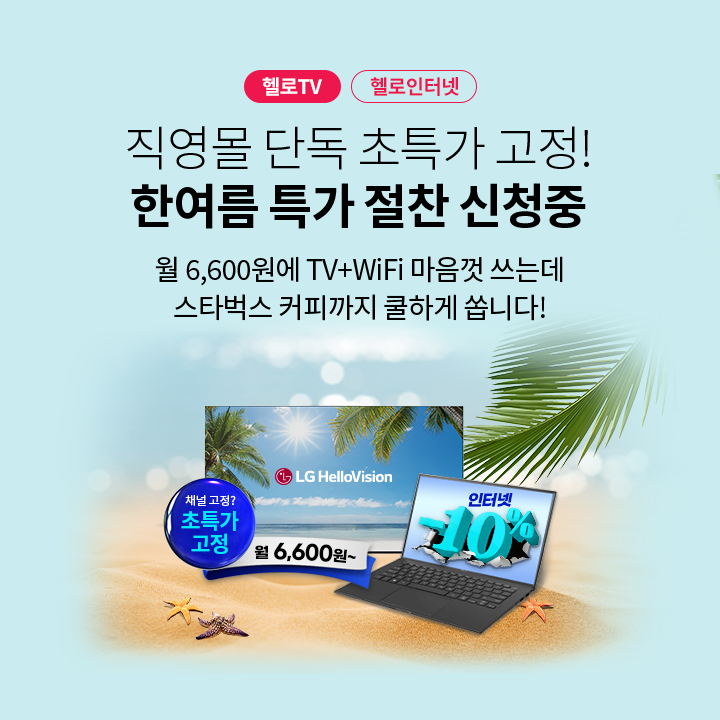 헬로TV 헬로인터넷
직영몰 단독 초특가 고정!
한여름 특가 절찬 신청중
월 6,600원에 TV+WiFi 마음껏 쓰는데
스타벅스 커피까지 쿨하게 쏩니다!
LG HelloVision
채널 고정?
초특가
고정
월 6,600원~
인터넷
-10%